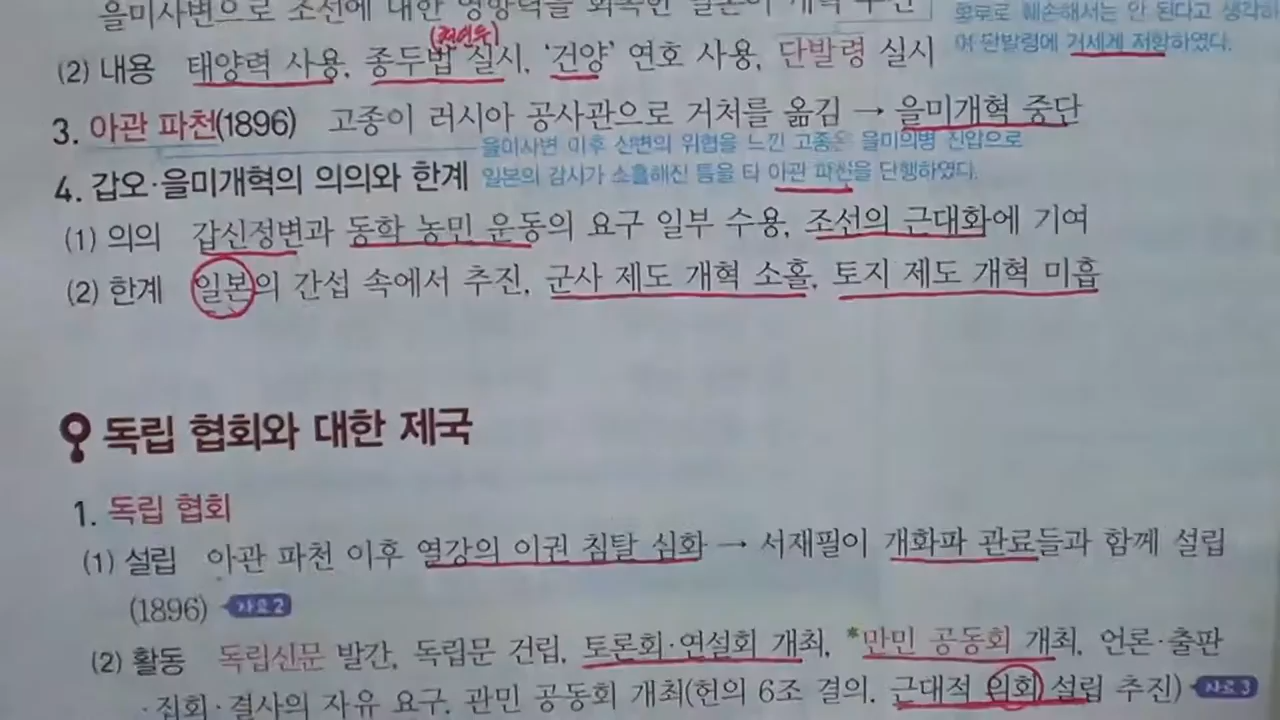 을미사변으로 조선에 대한 영향력을 회복한 일본이 개혁 추진
황으로 훼손해서는 안 된다고 생각하
여 단발령에 거세게 저항하였다.
(2) 내용 태양력 사용, 종두법 실시, '건양' 연호 사용, 단발령 실시
3. 아관 파천(1896) 고종이 러시아 공사관으로 거처를 옮김 → 을미개혁 중단
을미사변 이후 신변의 위협을 느낀 고종은 을미의병 진압으로
4. 갑오·을미개혁의 의의와 한계 일본의 감시가 소홀해진 틈을 타 아관 파천을 단행하였다.
(1) 의의 갑신정변과 동학 농민 운동의 요구 일부 수용, 조선의 근대화에 기여
(2) 한계 일본의 간섭 속에서 추진, 군사 제도 개혁 소홀, 토지 제도 개혁 미흡
독립 협회와 대한 제국
1. 독립 협회
(1) 설립 아관 파천 이후 열강의 이권 침탈 심화 → 서재필이 개화파 관료들과 함께 설립
(1896) 자료2
(2) 활동 독립신문 발간, 독립문 건립, 토론회·연설회 개최, *만민 공동회 개최, 언론·출판
·집회·결사의 자유 요구, 관민 공동회 개최(헌의 6조 결의, 근대적 의회 설립 추진) 자료3